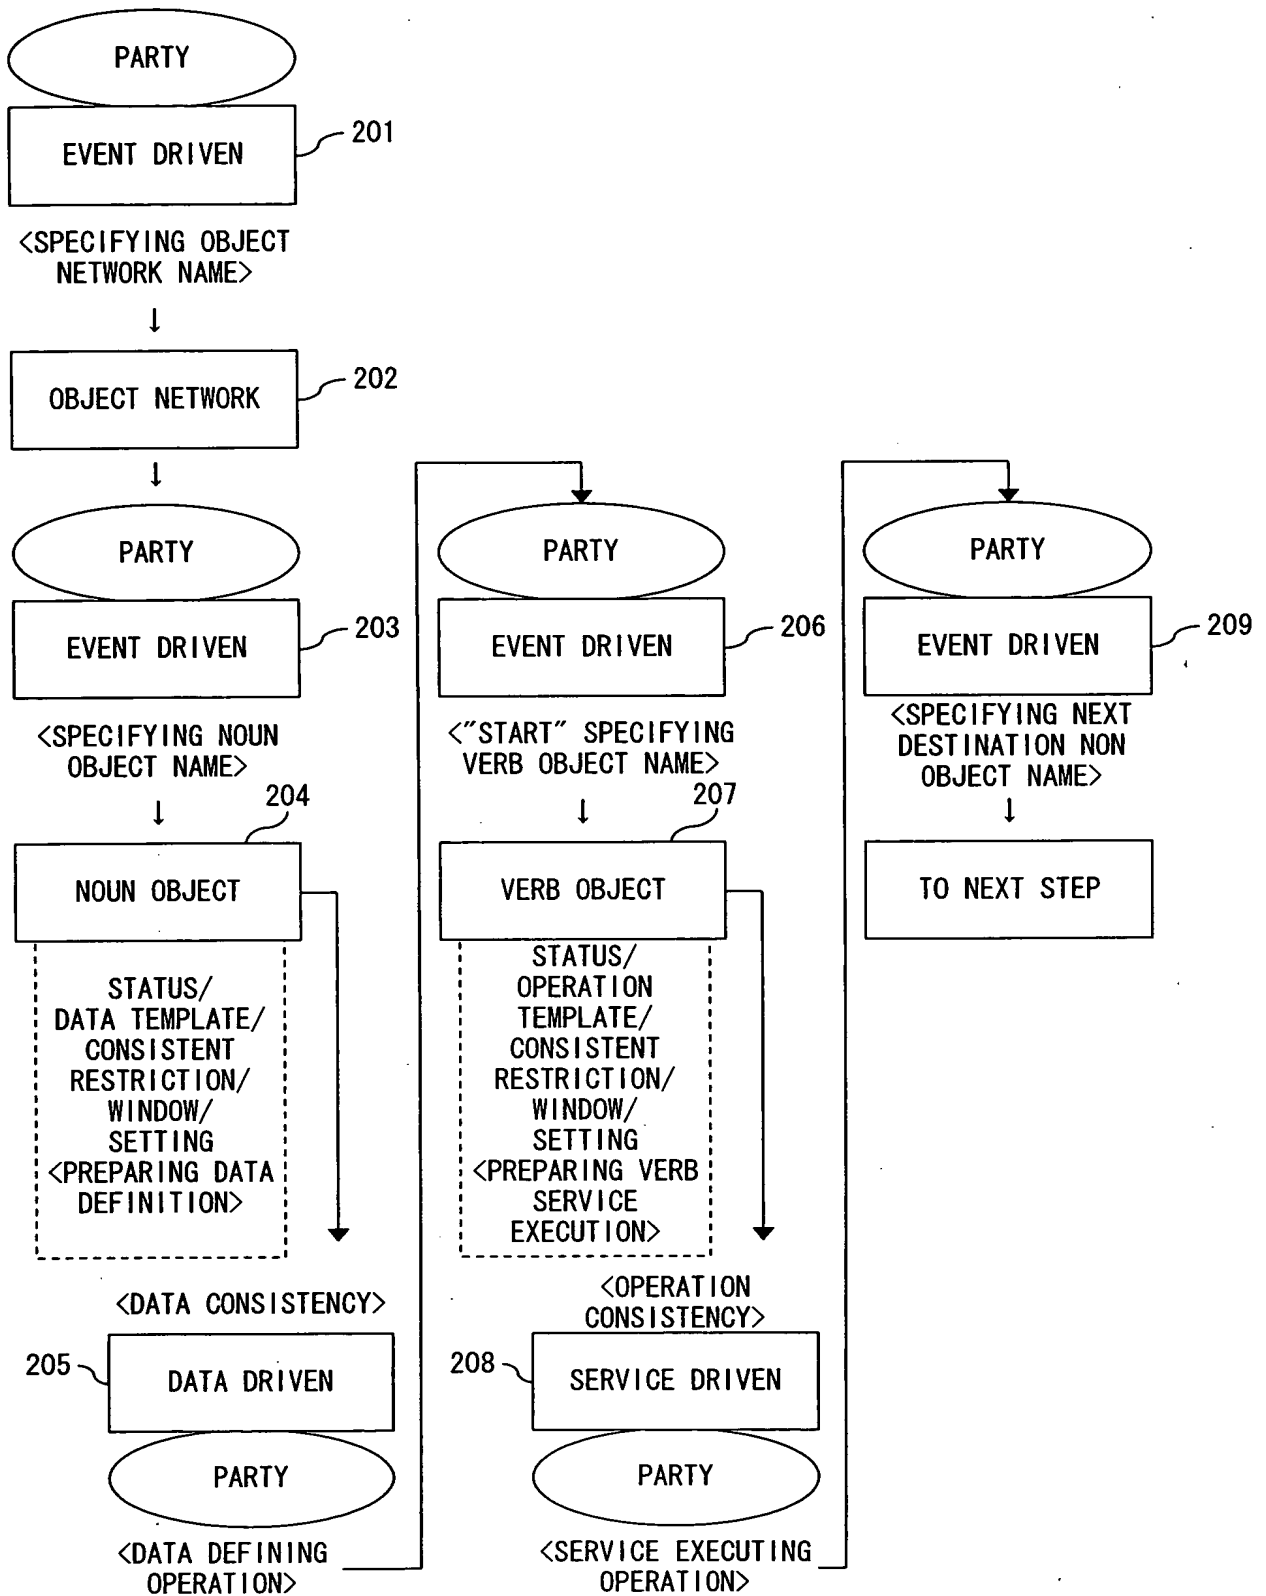 PARTY
EVENT DRIVEN
201
<SPECIFYING OBJECT
NETWORK NAME>
↓
OBJECT NETWORK
202
↓
PARTY
EVENT DRIVEN
203
<SPECIFYING NOUN
OBJECT NAME>
↓
204
NOUN OBJECT
STATUS/
DATA TEMPLATE/
CONSISTENT
RESTRICTION/
WINDOW/
SETTING
<PREPARING DATA
DEFINITION>
<DATA CONSISTENCY>
205
DATA DRIVEN
PARTY
<DATA DEFINING
OPERATION>
PARTY
EVENT DRIVEN
206
<"START" SPECIFYING
VERB OBJECT NAME>
↓
207
VERB OBJECT
STATUS/
OPERATION
TEMPLATE/
CONSISTENT
RESTRICTION/
WINDOW/
SETTING
<PREPARING VERB
SERVICE
EXECUTION>
<OPERATION
CONSISTENCY>
208
SERVICE DRIVEN
PARTY
<SERVICE EXECUTING
OPERATION>
PARTY
EVENT DRIVEN
209
<SPECIFYING NEXT
DESTINATION NON
OBJECT NAME>
↓
TO NEXT STEP